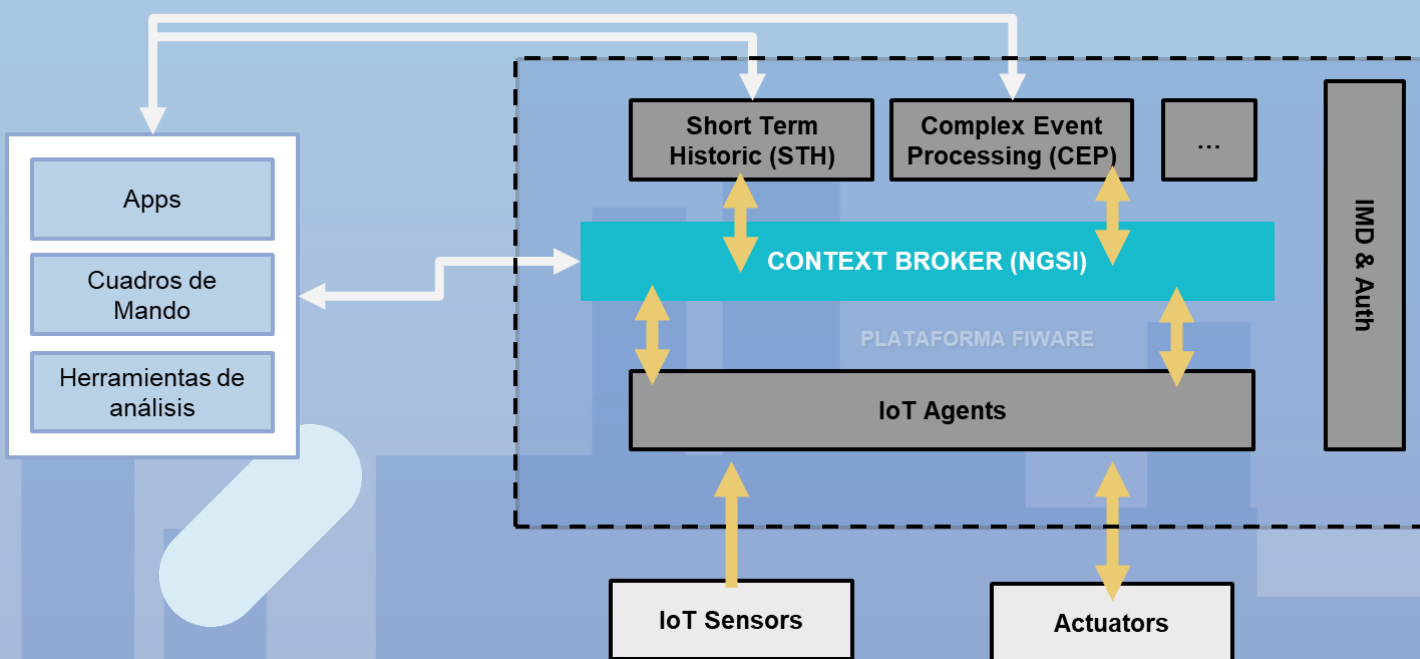 Short Term
Historic (STH)
Complex Event
Processing (CEP)
...
Apps
Cuadros de
Mando
Herramientas de
análisis
CONTEXT BROKER (NGSI)
PLATAFORMA FIWARE
IoT Agents
IMD & Auth
IoT Sensors
Actuators